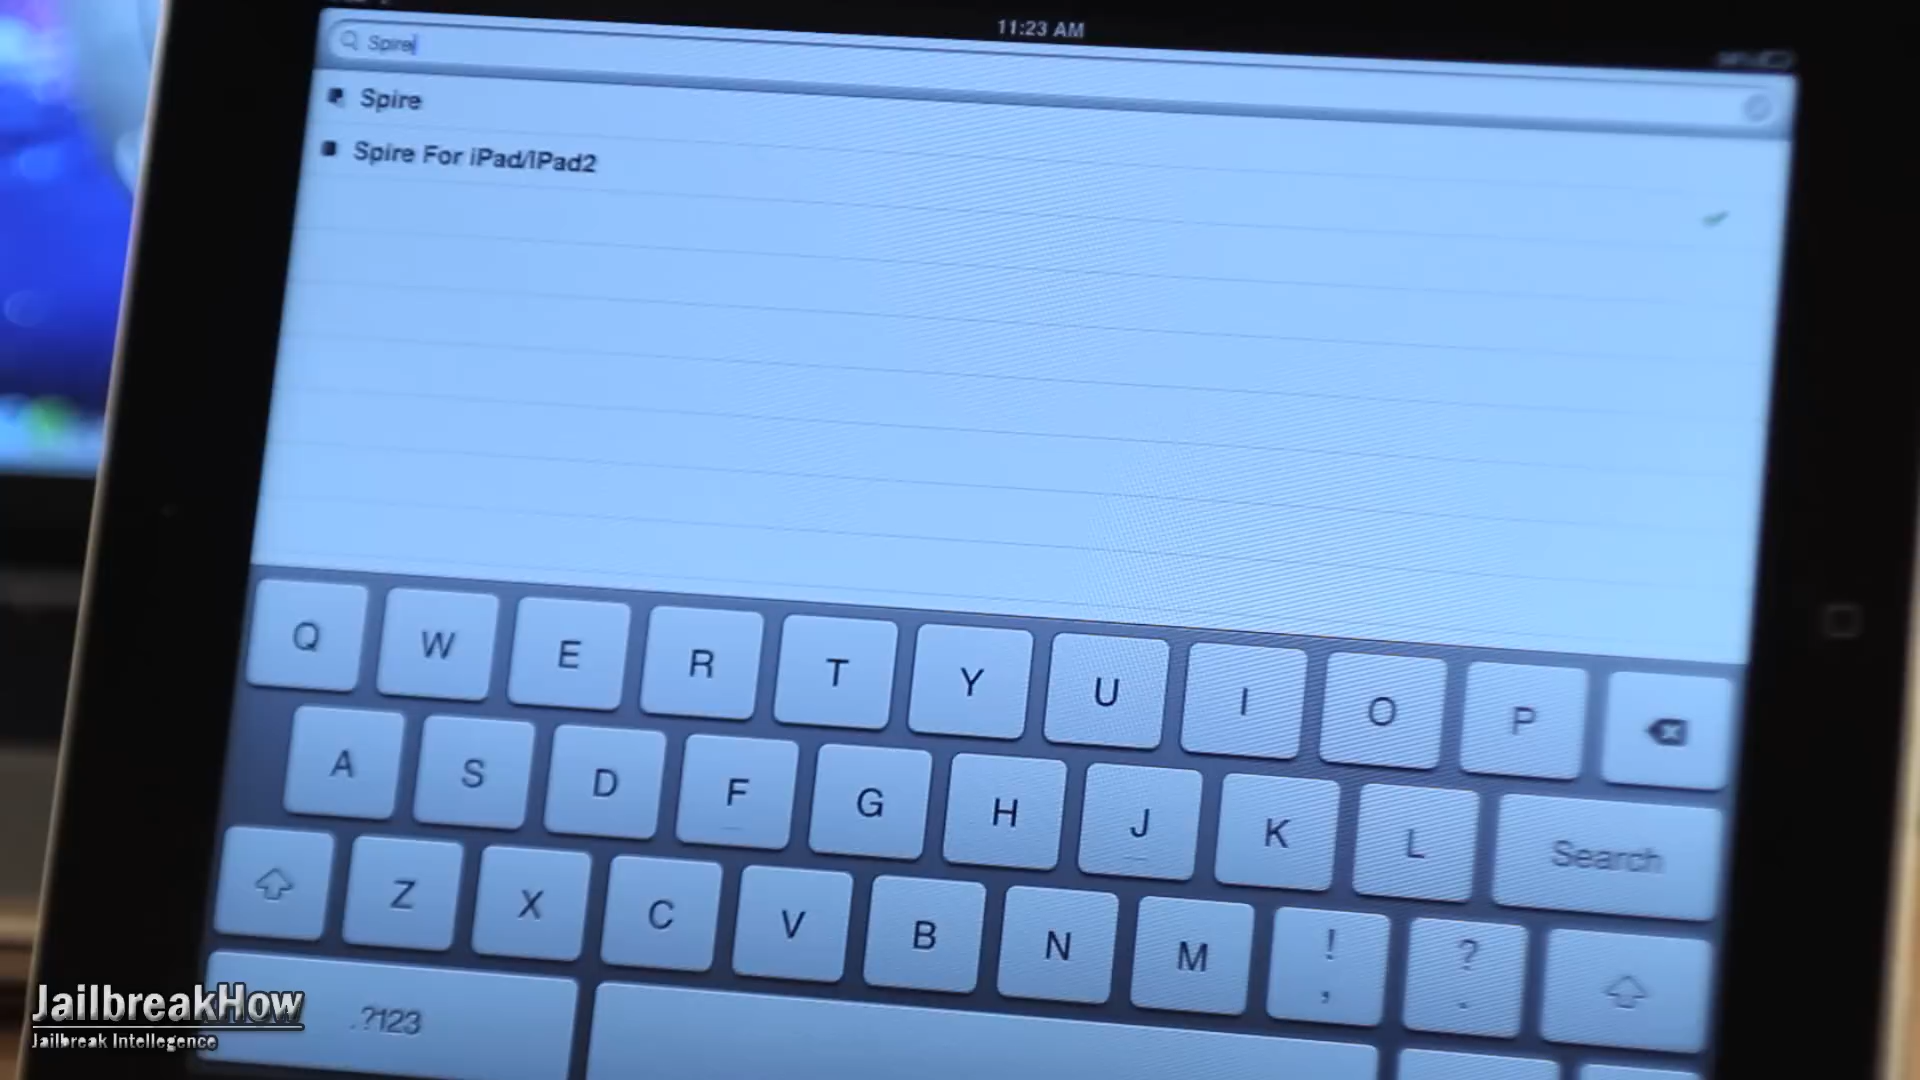 11:23 AM
Spire
Spire
Spire For iPad/IPad2
Q W E R T Y U I O P
A S D F G H J K L Search
Z X C V B N M ! , ? .
.?123
JailbreakHow
Jailbreak Intellegence